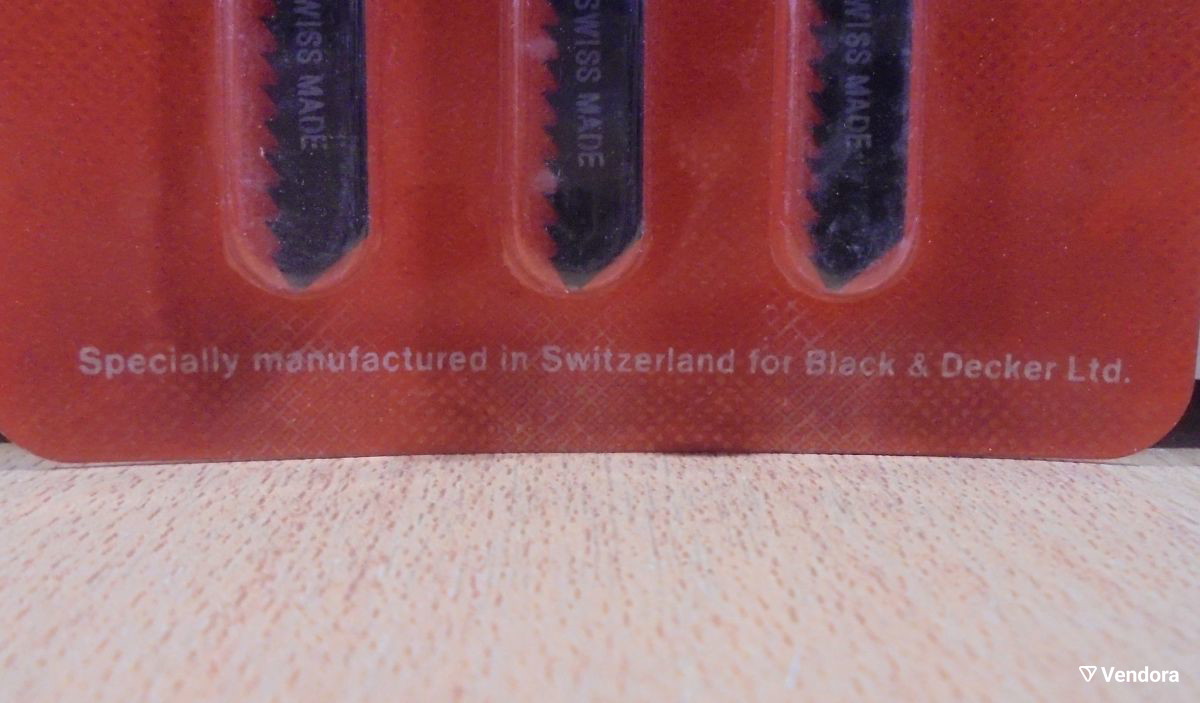 SWISS MADE
SWISS MADE
SWISS MADE
Specially manufactured in Switzerland for Black & Decker Ltd.
Vendora